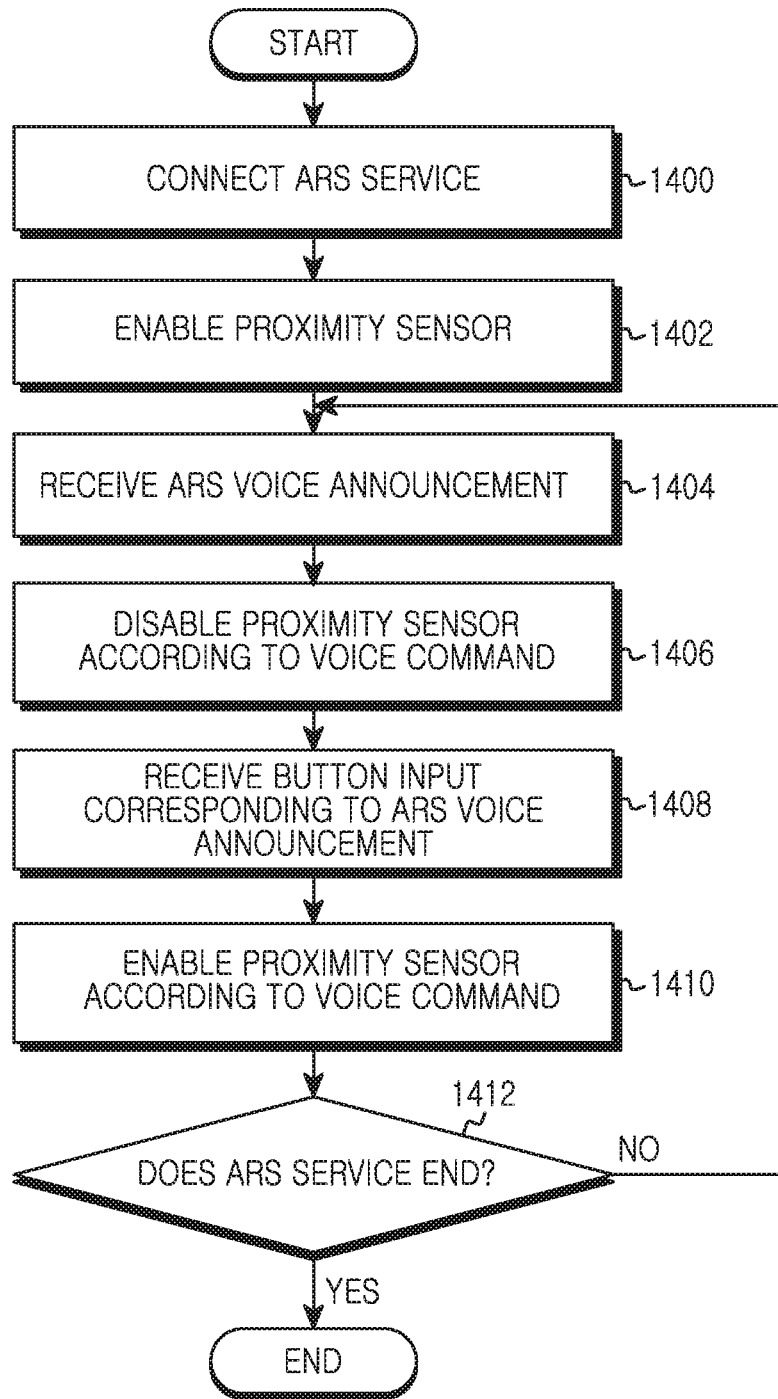 START
CONNECT ARS SERVICE
1400
ENABLE PROXIMITY SENSOR
1402
RECEIVE ARS VOICE ANNOUNCEMENT
1404
DISABLE PROXIMITY SENSOR
ACCORDING TO VOICE COMMAND
1406
RECEIVE BUTTON INPUT
CORRESPONDING TO ARS VOICE
ANNOUNCEMENT
1408
ENABLE PROXIMITY SENSOR
ACCORDING TO VOICE COMMAND
1410
1412
DOES ARS SERVICE END?
NO
YES
END